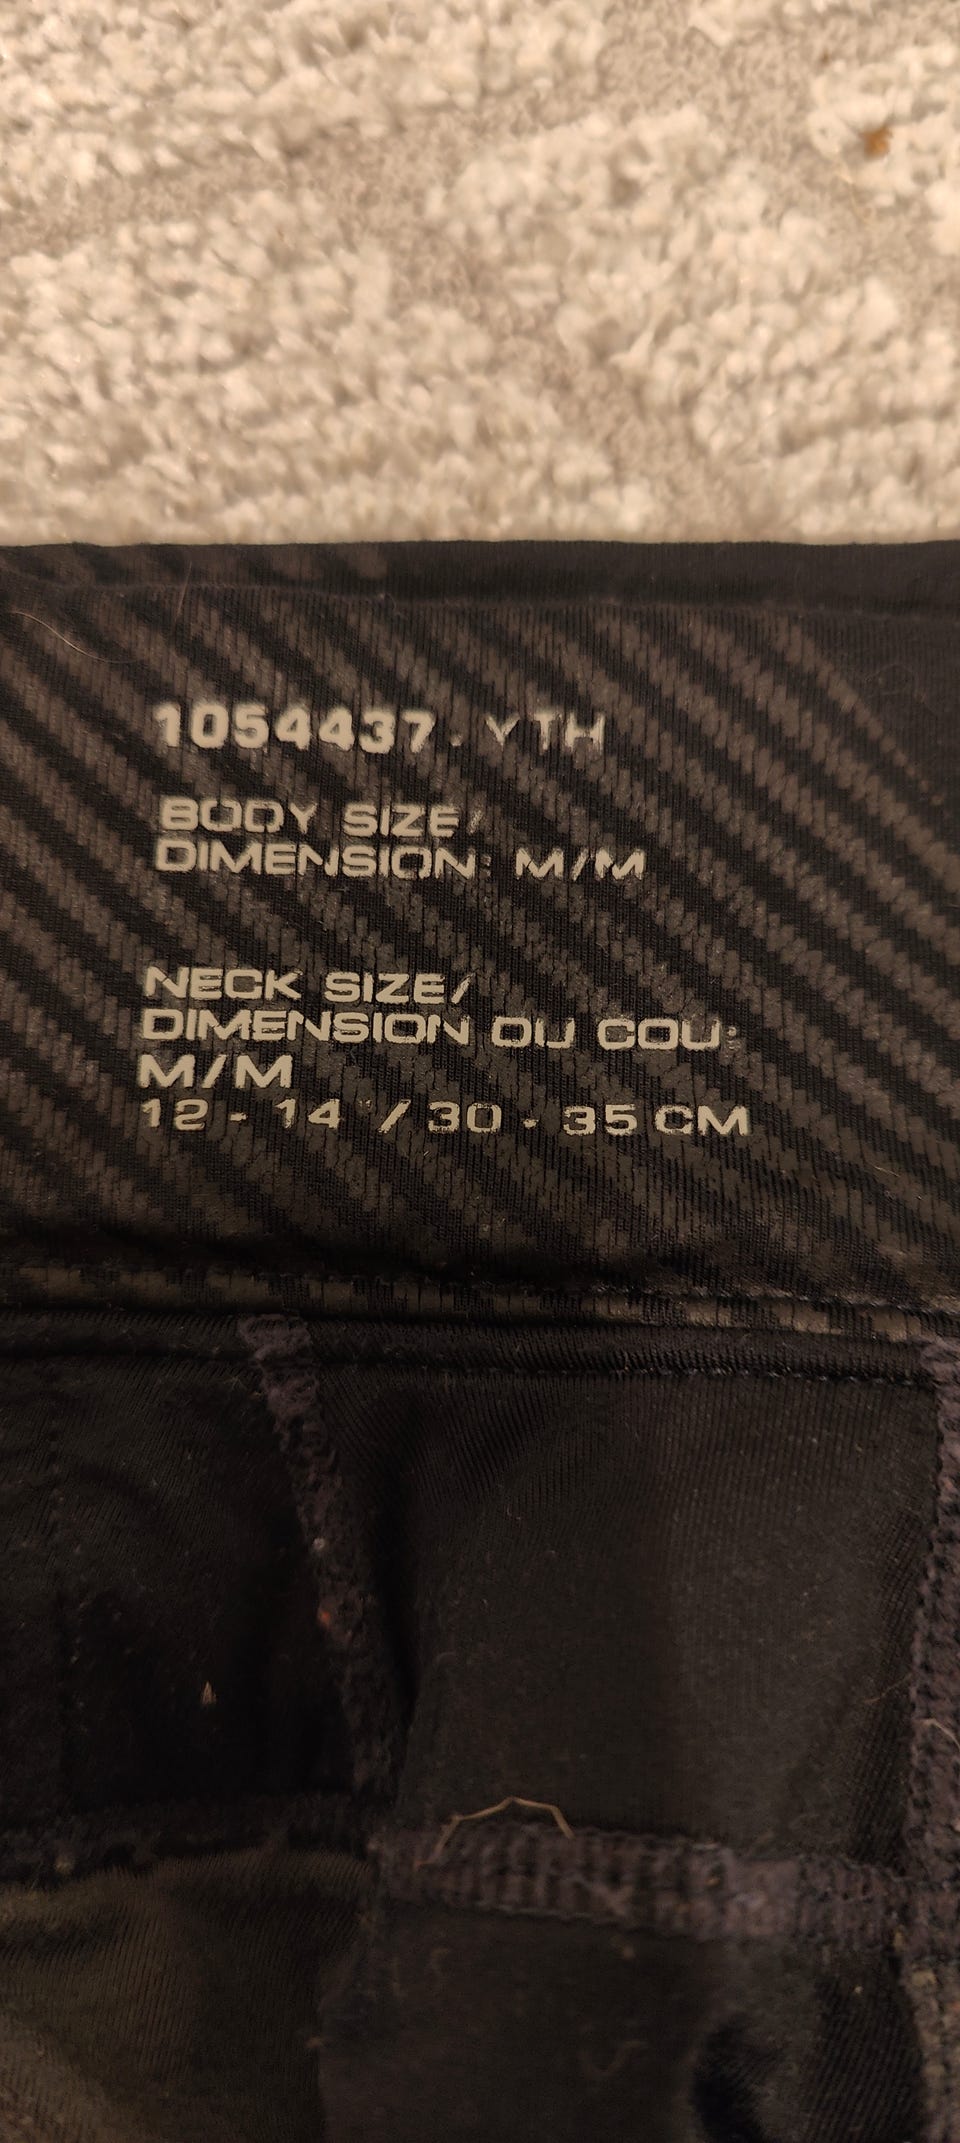 1054437 - YTH
BODY SIZE/
DIMENSION: M/M
NECK SIZE/
DIMENSION DU COU:
M/M
12 - 14" / 30 - 35 CM